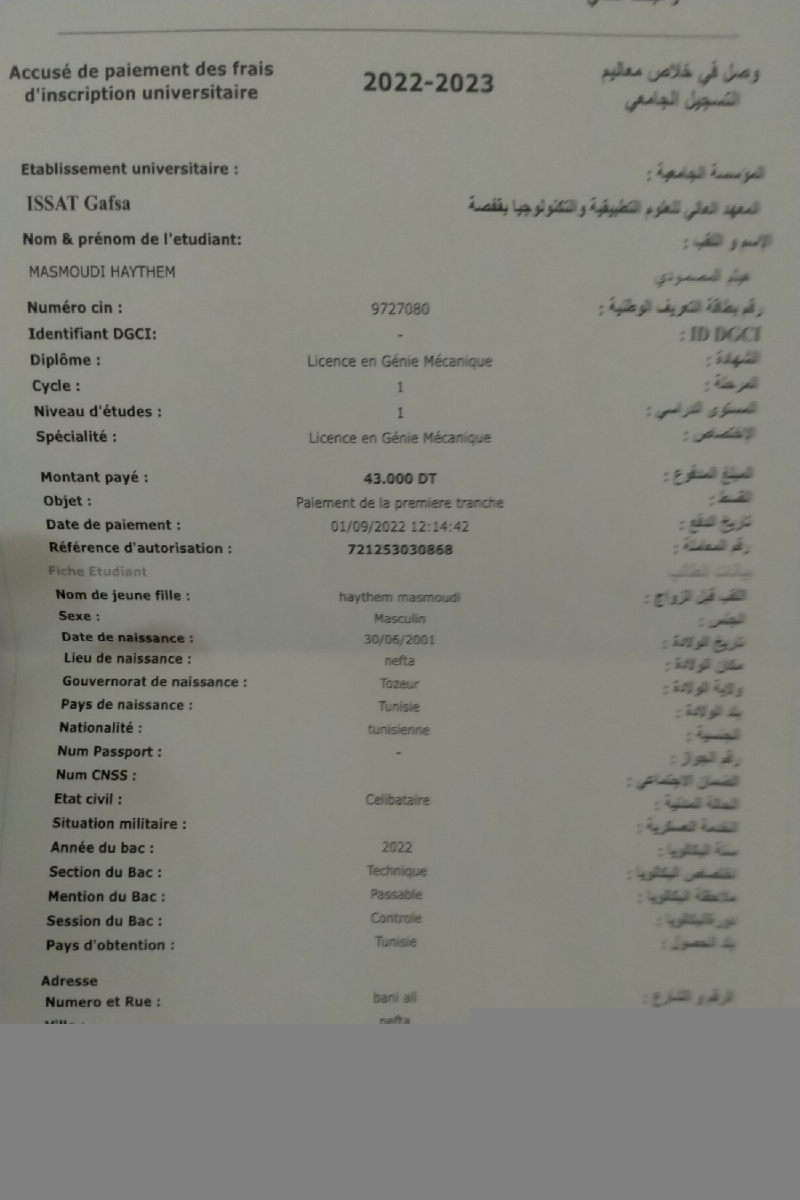 Accusé de paiement des frais d'inscription universitaire
2022-2023
وصل في خلاص معاليم التسجيل الجامعي
Etablissement universitaire : المؤسسة الجامعية :
ISSAT Gafsa المعهد العالي للعلوم التطبيقية والتكنولوجيا بقفصة
Nom & prénom de l'etudiant: الإسم و اللقب :
MASMOUDI HAYTHEM هيثم المصمودي
Numéro cin : 9727080 رقم بطاقة التعريف الوطنية :
Identifiant DGCI: - ID DGCI :
Diplôme : Licence en Génie Mécanique الشهادة :
Cycle : 1 المرحلة :
Niveau d'études : 1 المستوى الدراسي :
Spécialité : Licence en Génie Mécanique الإختصاص :
Montant payé : 43.000 DT المبلغ المدفوع :
Objet : Paiement de la premiere tranche القسط :
Date de paiement : 01/09/2022 12:14:42 تاريخ الدفع :
Référence d'autorisation : 721253030868 رقم المعاملة :
Fiche Etudiant بيانات الطالب
Nom de jeune fille : haythem masmoudi اللقب قبل الزواج :
Sexe : Masculin الجنس :
Date de naissance : 30/06/2001 تاريخ الولادة :
Lieu de naissance : nefta مكان الولادة :
Gouvernorat de naissance : Tozeur ولاية الولادة :
Pays de naissance : Tunisie بلد الولادة :
Nationalité : tunisienne الجنسية :
Num Passport : - رقم الجواز :
Num CNSS : الضمان الاجتماعي :
Etat civil : Celibataire الحالة المدنية :
Situation militaire : الخدمة العسكرية :
Année du bac : 2022 سنة البكالوريا :
Section du Bac : Technique إختصاص البكالوريا :
Mention du Bac : Passable ملاحظة البكالوريا :
Session du Bac : Controle
Pays d'obtention : Tunisie بلد الحصول :
Adresse
Numero et Rue : bani ali الرقم و الشارع :
Ville : nefta